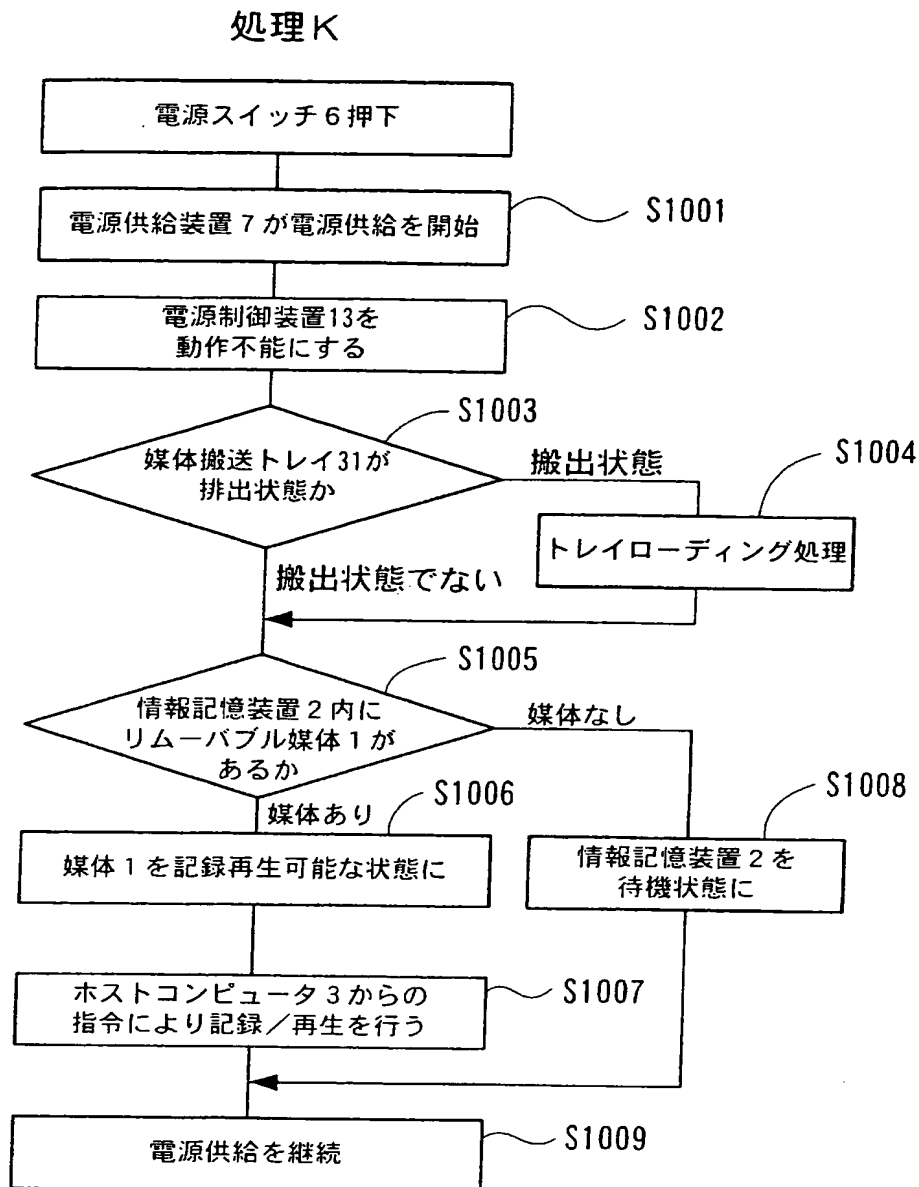 処理K
電源スイッチ6押下
電源供給装置7が電源供給を開始
S1001
電源制御装置13を
動作不能にする
S1002
S1003
媒体搬送トレイ31が
排出状態か
搬出状態
S1004
トレイローディング処理
搬出状態でない
S1005
情報記憶装置2内に
リムーバブル媒体1が
あるか
媒体なし
媒体あり
S1006
媒体1を記録再生可能な状態に
S1008
情報記憶装置2を
待機状態に
ホストコンピュータ3からの
指令により記録／再生を行う
S1007
電源供給を継続
S1009